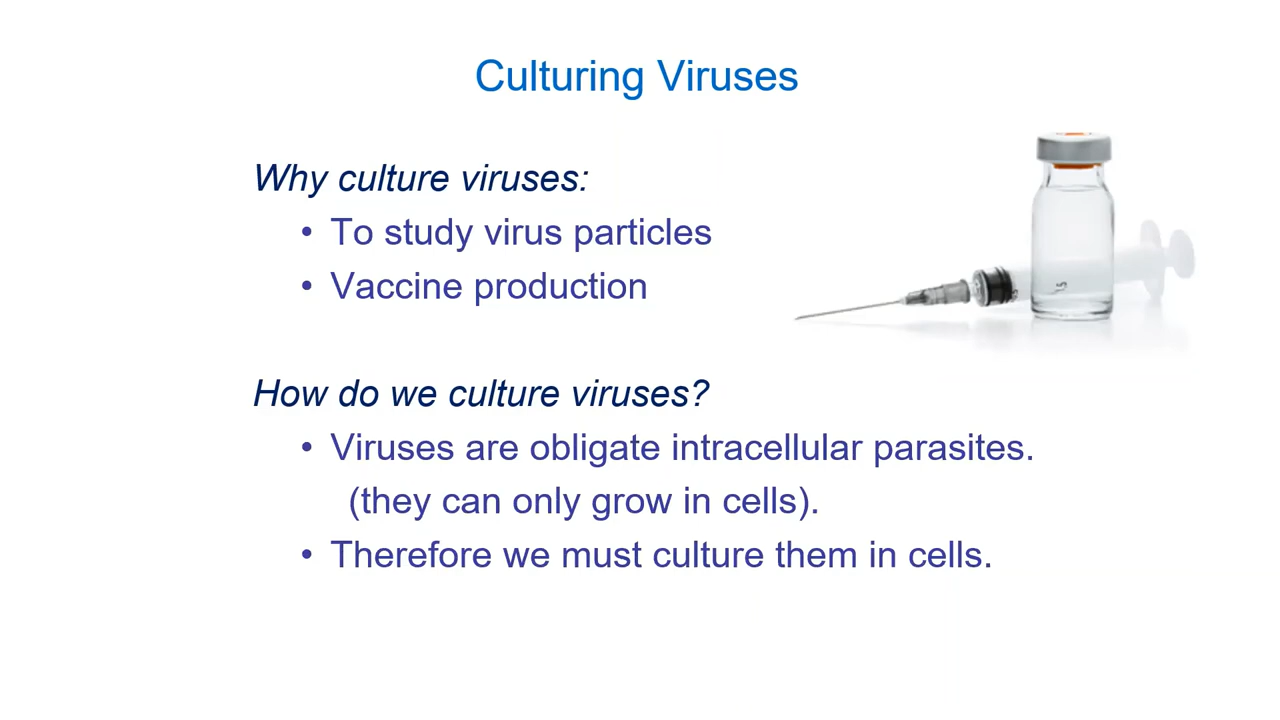 Culturing Viruses
Why culture viruses:
• To study virus particles
• Vaccine production
How do we culture viruses?
• Viruses are obligate intracellular parasites.
(they can only grow in cells).
• Therefore we must culture them in cells.